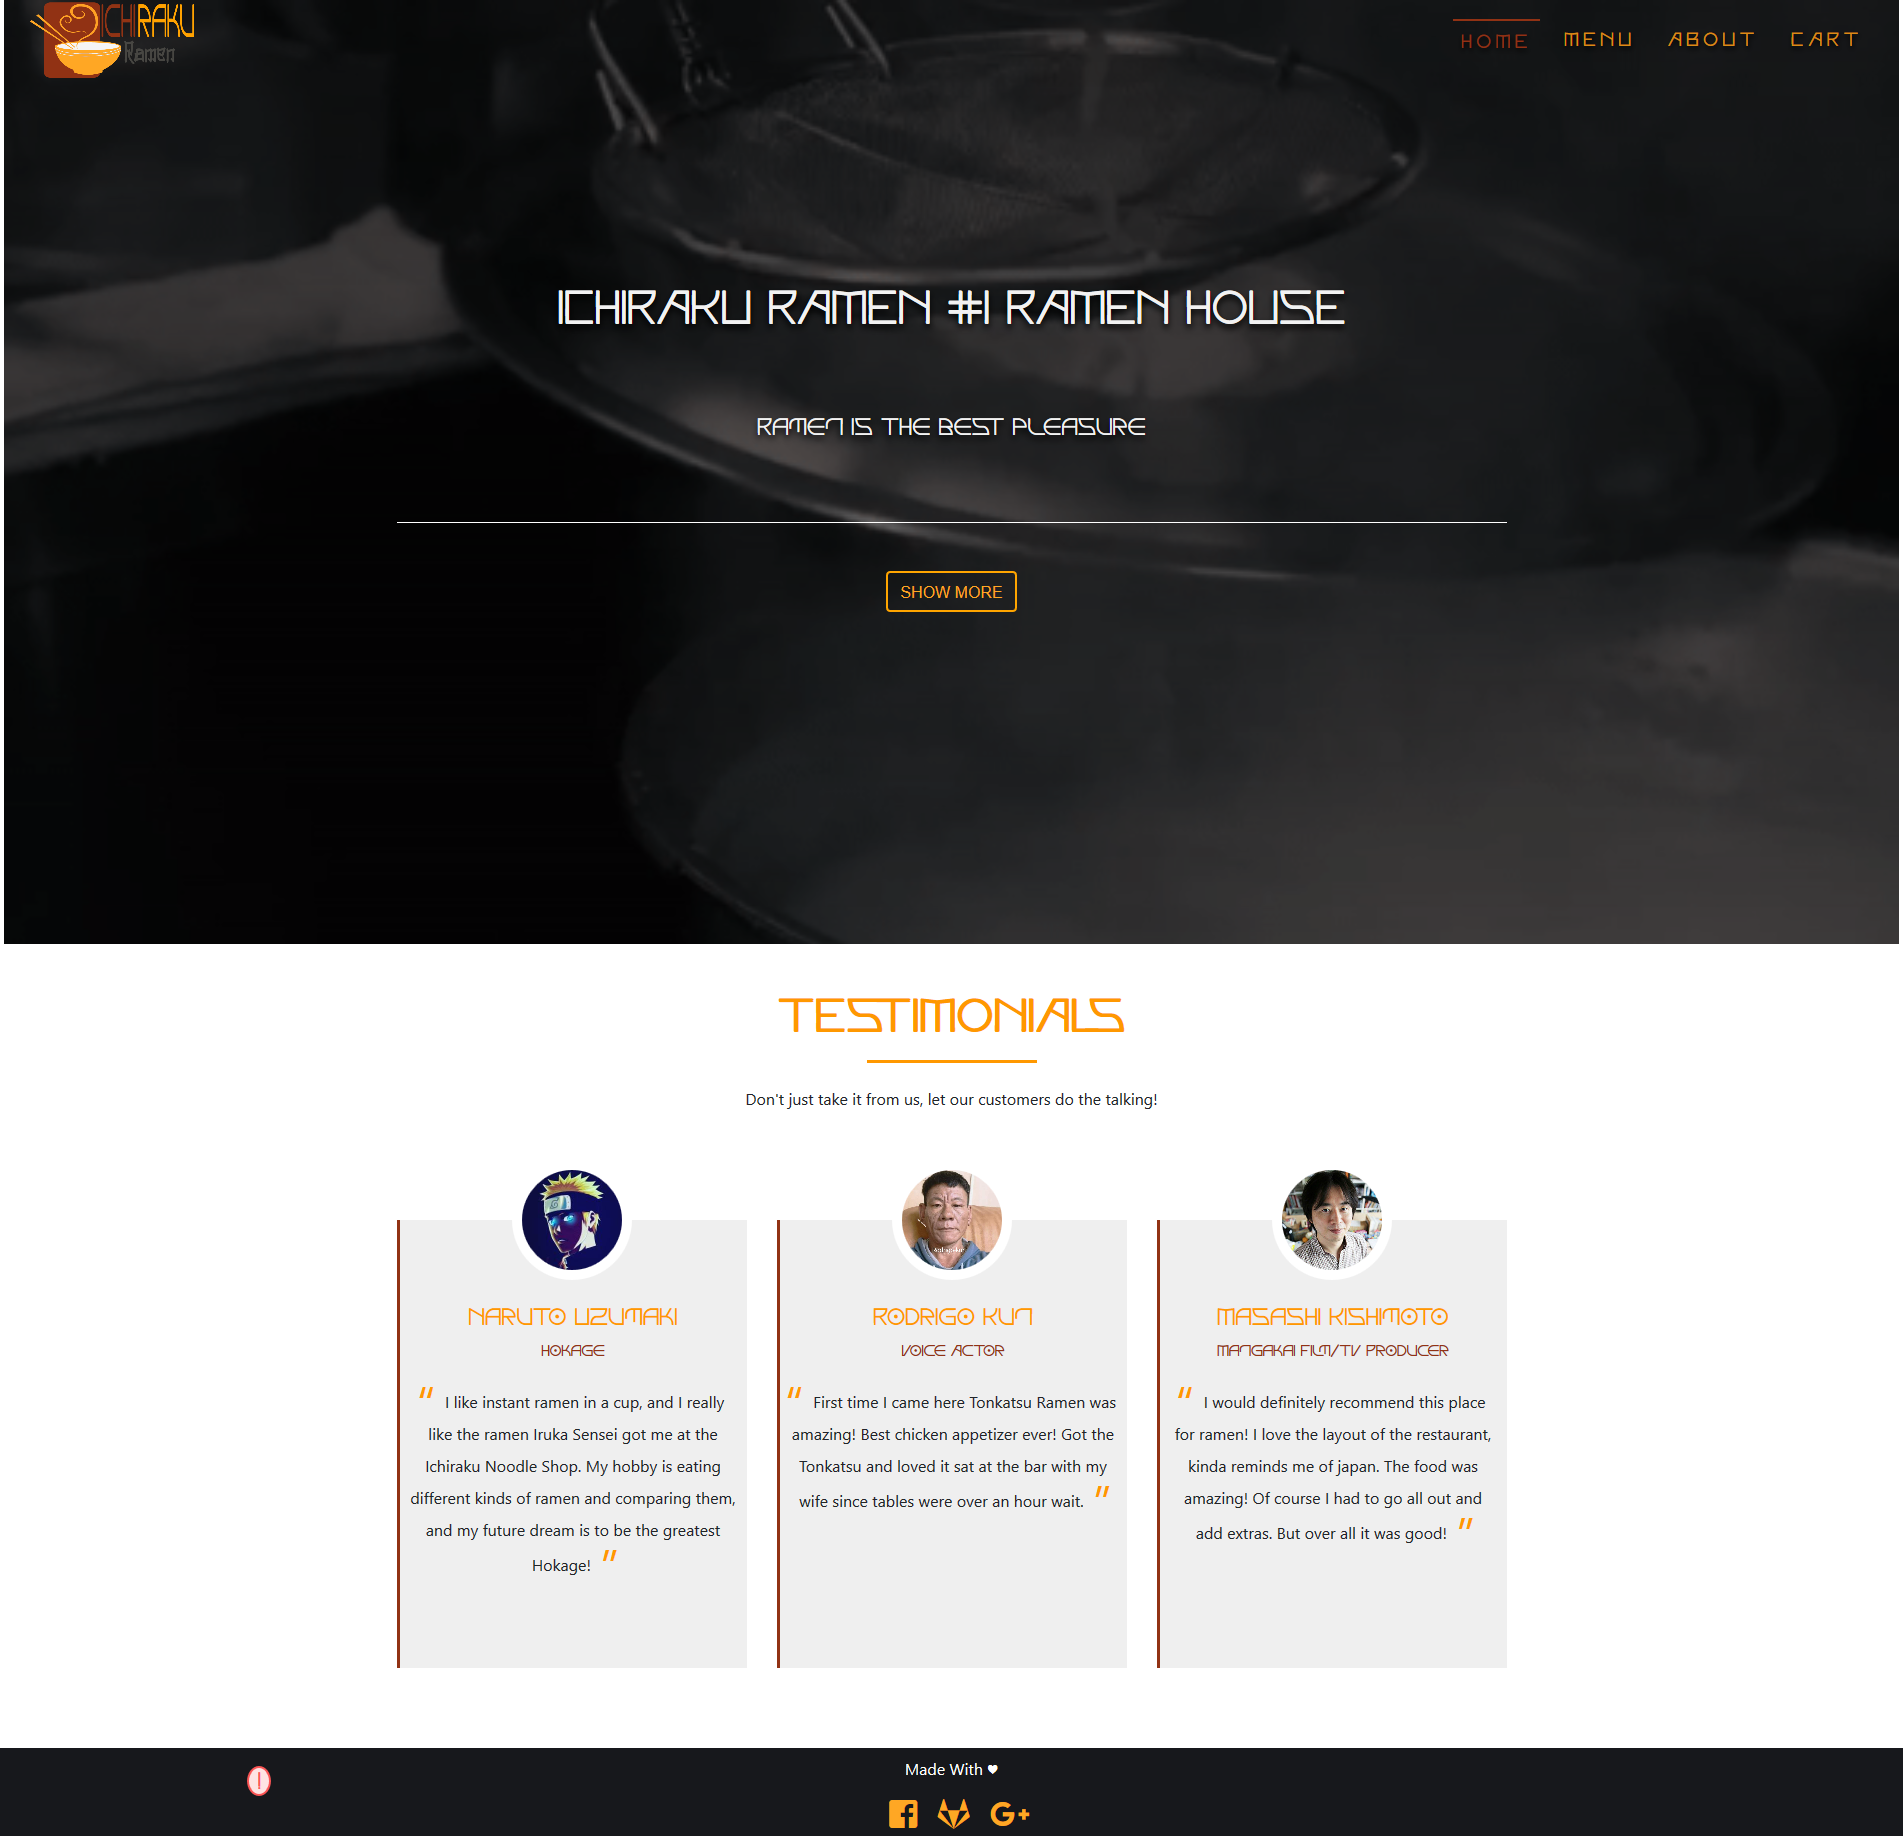 ICHIRAKU
Ramen
HOME MENU ABOUT CART
ICHIRAKU RAMEN #1 RAMEN HOUSE
RAMEN IS THE BEST PLEASURE
SHOW MORE
TESTIMONIALS
Don't just take it from us, let our customers do the talking!
NARUTO UZUMAKI
HOKAGE
" I like instant ramen in a cup, and I really
like the ramen Iruka Sensei got me at the
Ichiraku Noodle Shop. My hobby is eating
different kinds of ramen and comparing them,
and my future dream is to be the greatest
Hokage! "
RODRIGO KUN
VOICE ACTOR
" First time I came here Tonkatsu Ramen was
amazing! Best chicken appetizer ever! Got the
Tonkatsu and loved it sat at the bar with my
wife since tables were over an hour wait. "
MASASHI KISHIMOTO
MANGAKAI FILM/TV PRODUCER
" I would definitely recommend this place
for ramen! I love the layout of the restaurant,
kinda reminds me of japan. The food was
amazing! Of course I had to go all out and
add extras. But over all it was good! "
Made With ♥
G+